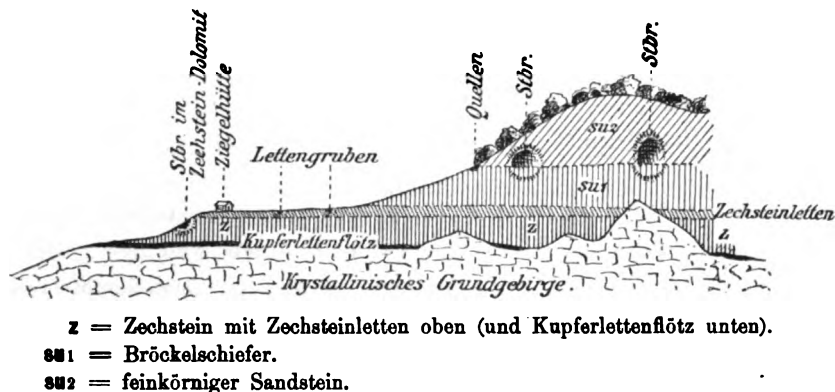 Stbr. im
Zechstein-Dolomit
Ziegelhütte
Lettengruben
Quellen
Stbr.
Stbr.
su2
su1
Zechsteinletten
z
z
z
Kupferlettenflötz
Krystallinisches Grundgebirge.
z = Zechstein mit Zechsteinletten oben (und Kupferlettenflötz unten).
su1 = Bröckelschiefer.
su2 = feinkörniger Sandstein.